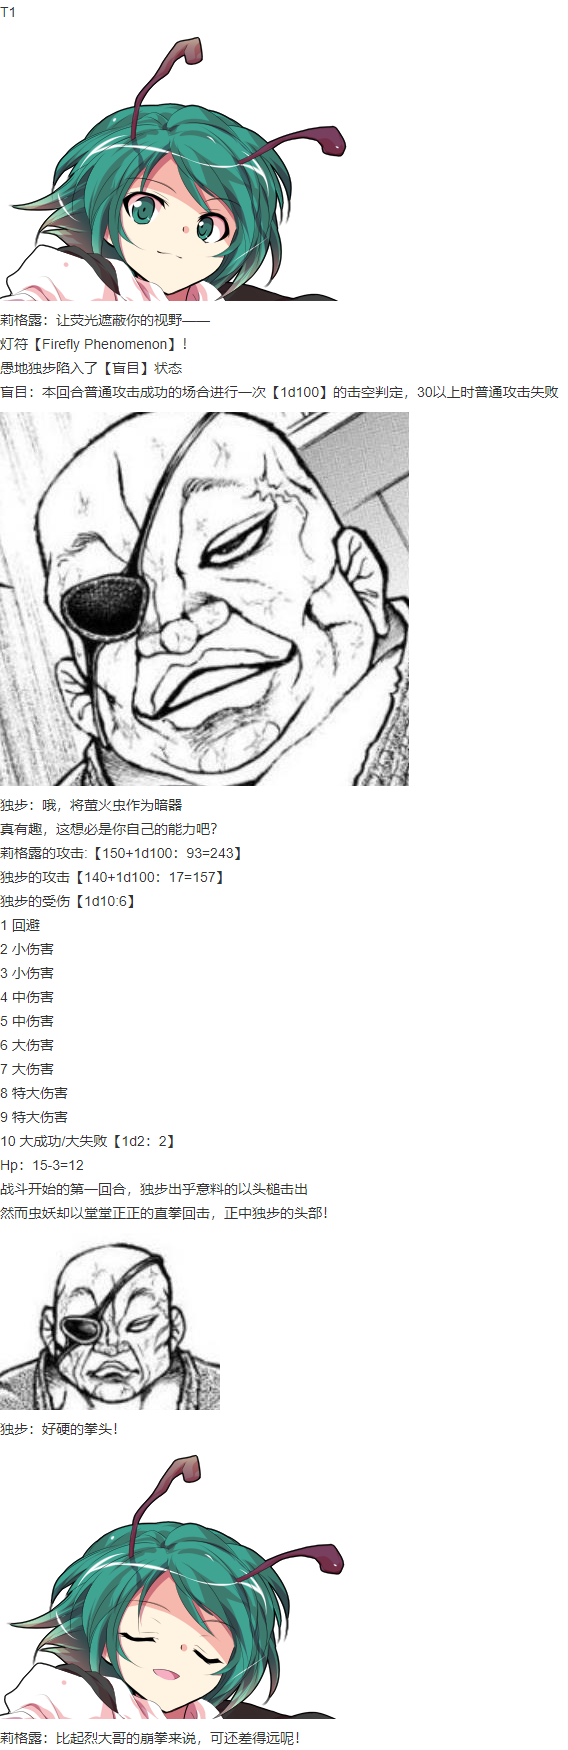 T1
莉格露：让荧光遮蔽你的视野——
灯符【Firefly Phenomenon】！
愚地独步陷入了【盲目】状态
盲目：本回合普通攻击成功的场合进行一次【1d100】的击空判定，30以上时普通攻击失败
独步：哦，将萤火虫作为暗器
真有趣，这想必是你自己的能力吧？
莉格露的攻击:【150+1d100：93=243】
独步的攻击【140+1d100：17=157】
独步的受伤【1d10:6】
1 回避
2 小伤害
3 小伤害
4 中伤害
5 中伤害
6 大伤害
7 大伤害
8 特大伤害
9 特大伤害
10 大成功/大失败【1d2：2】
Hp：15-3=12
战斗开始的第一回合，独步出乎意料的以头槌击出
然而虫妖却以堂堂正正的直拳回击，正中独步的头部！
独步：好硬的拳头！
莉格露：比起烈大哥的崩拳来说，可还差得远呢！